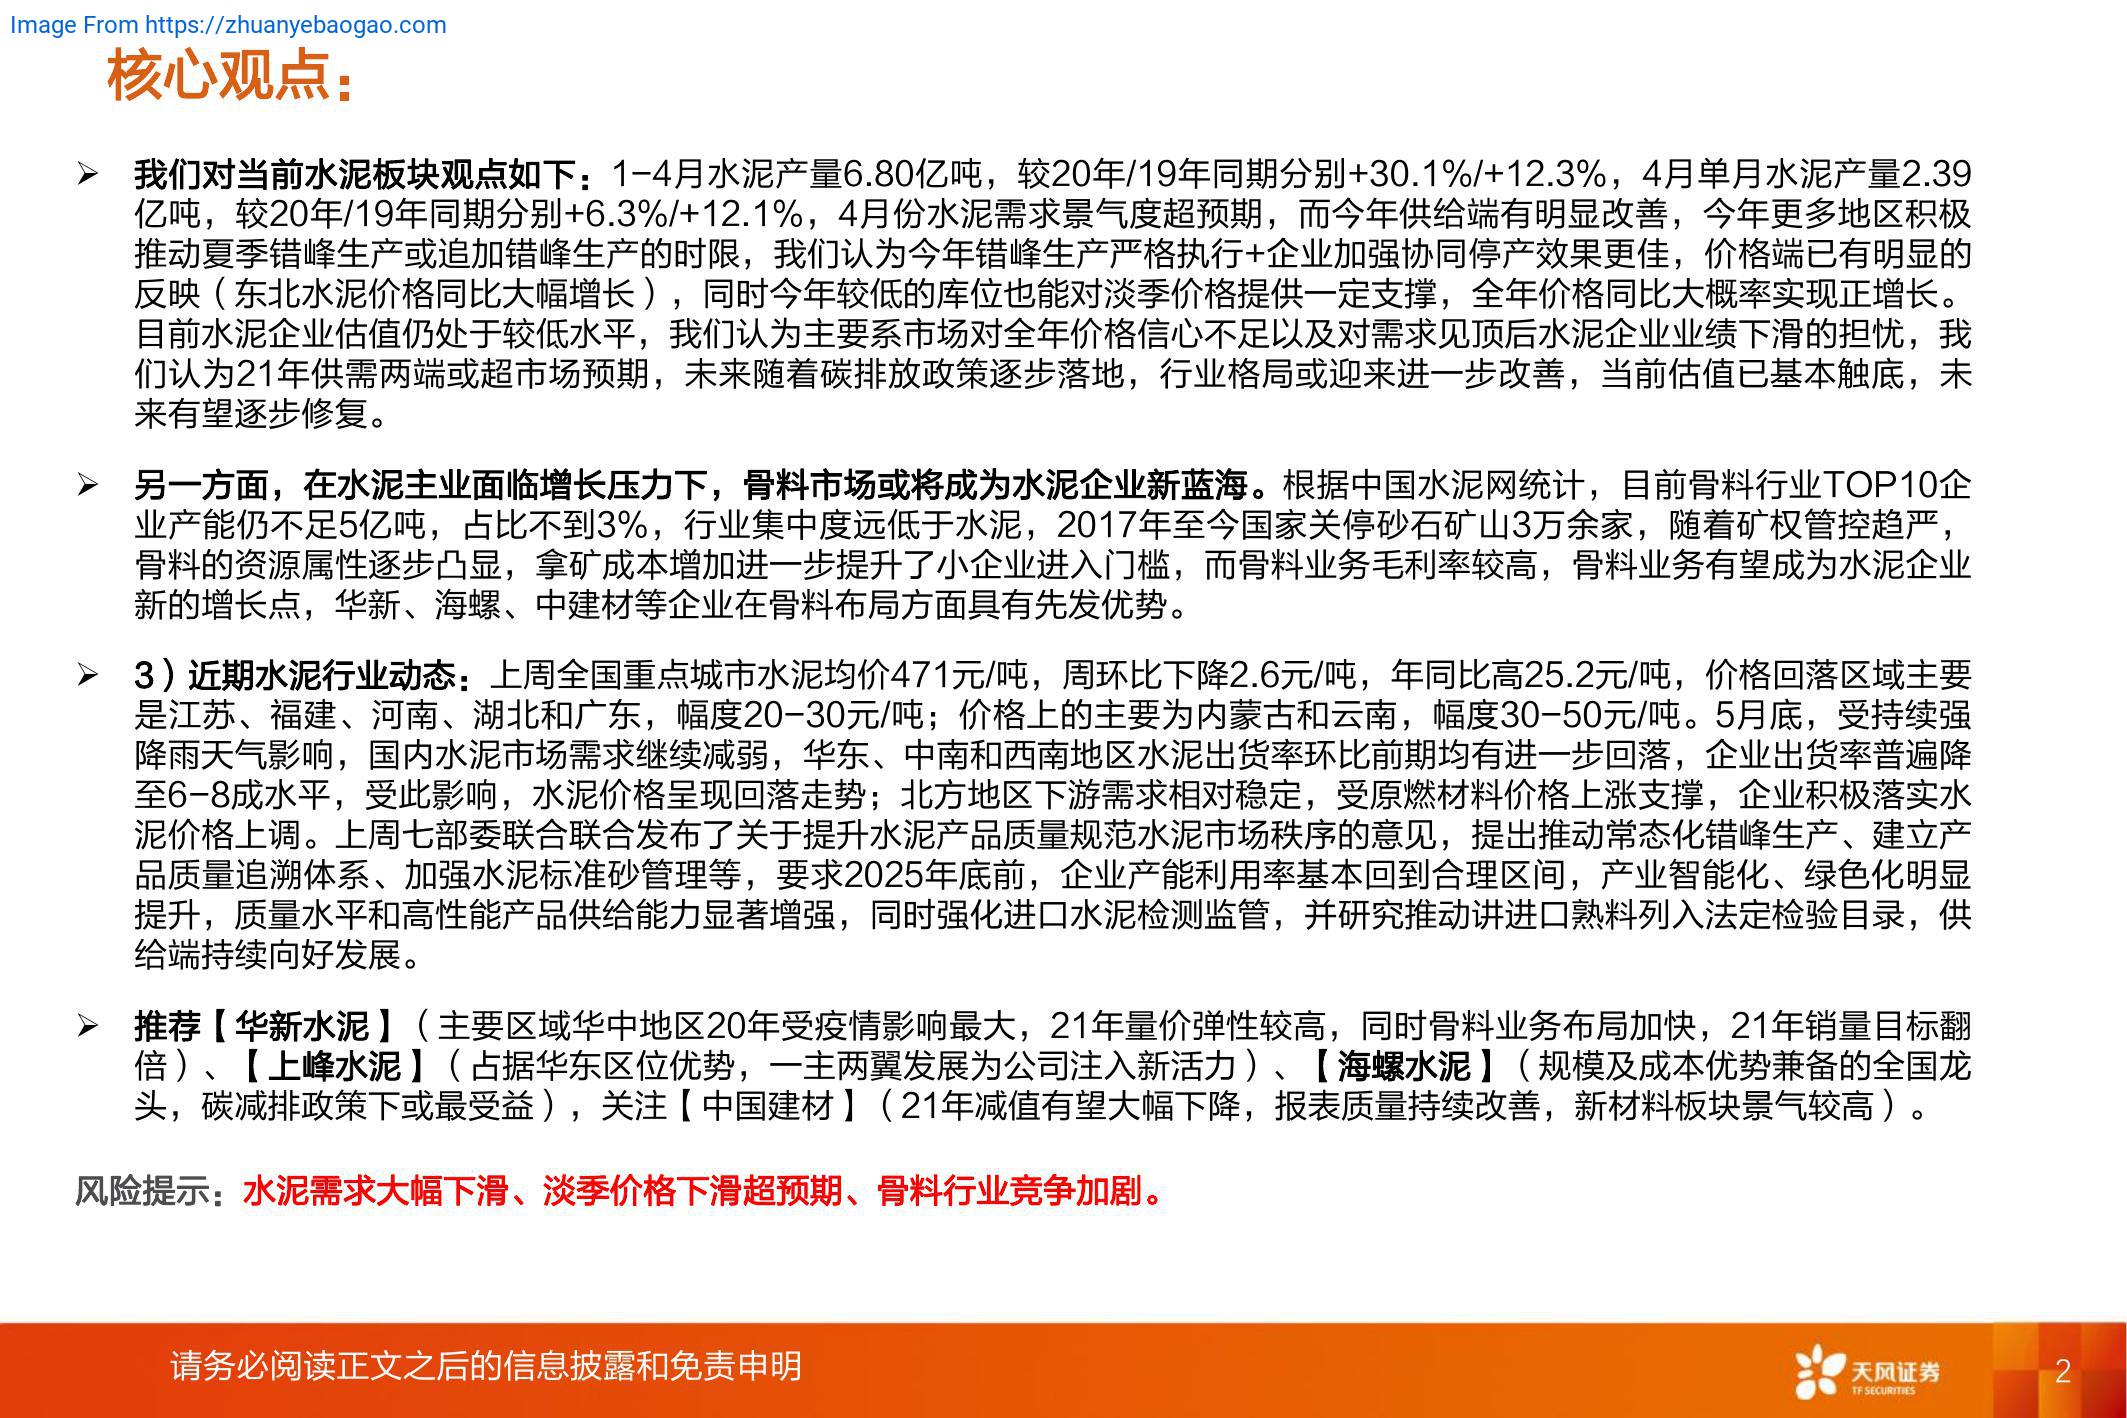 Image From https://zhuanyebaogao.com
核心观点：
➢ 我们对当前水泥板块观点如下：1-4月水泥产量6.80亿吨，较20年/19年同期分别+30.1%/+12.3%，4月单月水泥产量2.39
亿吨，较20年/19年同期分别+6.3%/+12.1%，4月份水泥需求景气度超预期，而今年供给端有明显改善，今年更多地区积极
推动夏季错峰生产或追加错峰生产的时限，我们认为今年错峰生产严格执行+企业加强协同停产效果更佳，价格端已有明显的
反映（东北水泥价格同比大幅增长），同时今年较低的库位也能对淡季价格提供一定支撑，全年价格同比大概率实现正增长。
目前水泥企业估值仍处于较低水平，我们认为主要系市场对全年价格信心不足以及对需求见顶后水泥企业业绩下滑的担忧，我
们认为21年供需两端或超市场预期，未来随着碳排放政策逐步落地，行业格局或迎来进一步改善，当前估值已基本触底，未
来有望逐步修复。
➢ 另一方面，在水泥主业面临增长压力下，骨料市场或将成为水泥企业新蓝海。根据中国水泥网统计，目前骨料行业TOP10企
业产能仍不足5亿吨，占比不到3%，行业集中度远低于水泥，2017年至今国家关停砂石矿山3万余家，随着矿权管控趋严，
骨料的资源属性逐步凸显，拿矿成本增加进一步提升了小企业进入门槛，而骨料业务毛利率较高，骨料业务有望成为水泥企业
新的增长点，华新、海螺、中建材等企业在骨料布局方面具有先发优势。
➢ 3）近期水泥行业动态：上周全国重点城市水泥均价471元/吨，周环比下降2.6元/吨，年同比高25.2元/吨，价格回落区域主要
是江苏、福建、河南、湖北和广东，幅度20-30元/吨；价格上的主要为内蒙古和云南，幅度30-50元/吨。5月底，受持续强
降雨天气影响，国内水泥市场需求继续减弱，华东、中南和西南地区水泥出货率环比前期均有进一步回落，企业出货率普遍降
至6-8成水平，受此影响，水泥价格呈现回落走势；北方地区下游需求相对稳定，受原燃材料价格上涨支撑，企业积极落实水
泥价格上调。上周七部委联合联合发布了关于提升水泥产品质量规范水泥市场秩序的意见，提出推动常态化错峰生产、建立产
品质量追溯体系、加强水泥标准砂管理等，要求2025年底前，企业产能利用率基本回到合理区间，产业智能化、绿色化明显
提升，质量水平和高性能产品供给能力显著增强，同时强化进口水泥检测监管，并研究推动讲进口熟料列入法定检验目录，供
给端持续向好发展。
➢ 推荐【华新水泥】（主要区域华中地区20年受疫情影响最大，21年量价弹性较高，同时骨料业务布局加快，21年销量目标翻
倍）、【上峰水泥】（占据华东区位优势，一主两翼发展为公司注入新活力）、【海螺水泥】（规模及成本优势兼备的全国龙
头，碳减排政策下或最受益），关注【中国建材】（21年减值有望大幅下降，报表质量持续改善，新材料板块景气较高）。
风险提示：水泥需求大幅下滑、淡季价格下滑超预期、骨料行业竞争加剧。
请务必阅读正文之后的信息披露和免责申明
天风证券
TF SECURITIES
2